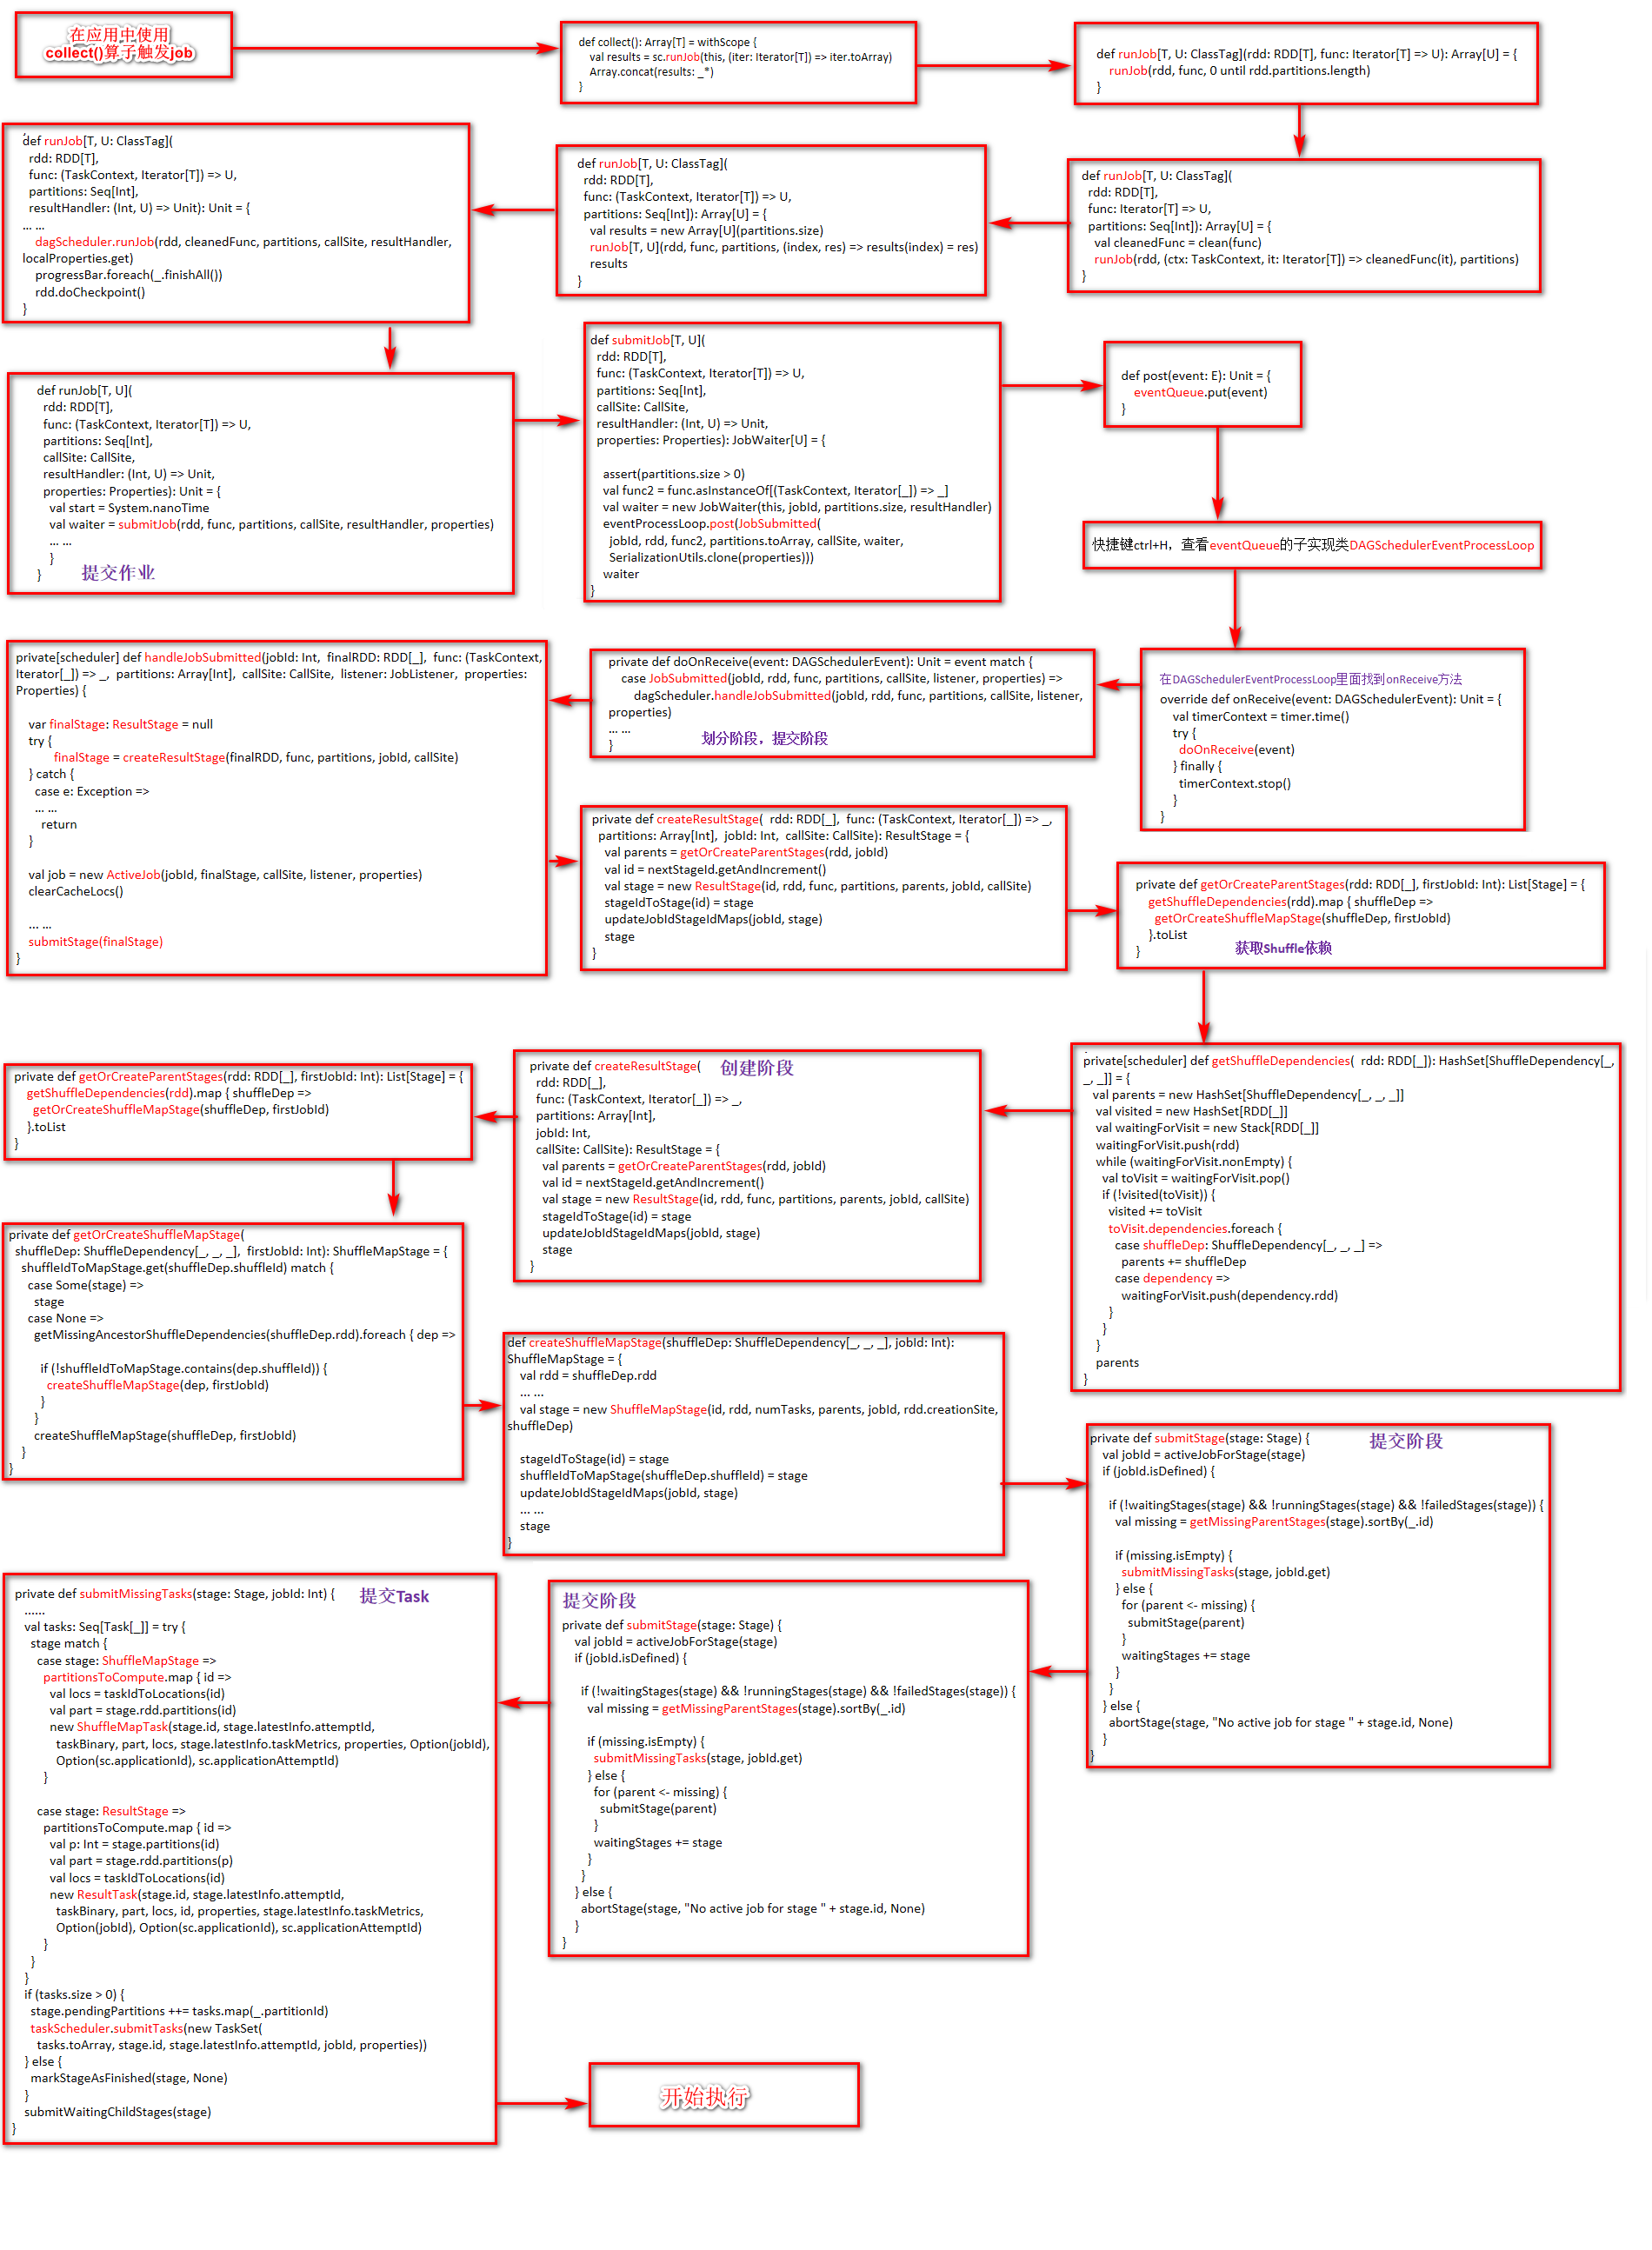 在应用中使用
collect()算子触发job
def collect(): Array[T] = withScope {
val results = sc.runJob(this, (iter: Iterator[T]) => iter.toArray)
Array.concat(results: _*)
}
def runJob[T, U: ClassTag](rdd: RDD[T], func: Iterator[T] => U): Array[U] = {
runJob(rdd, func, 0 until rdd.partitions.length)
}
def runJob[T, U: ClassTag](
rdd: RDD[T],
func: Iterator[T] => U,
partitions: Seq[Int]): Array[U] = {
val cleanedFunc = clean(func)
runJob(rdd, (ctx: TaskContext, it: Iterator[T]) => cleanedFunc(it), partitions)
}
def runJob[T, U: ClassTag](
rdd: RDD[T],
func: (TaskContext, Iterator[T]) => U,
partitions: Seq[Int]): Array[U] = {
val results = new Array[U](partitions.size)
runJob[T, U](rdd, func, partitions, (index, res) => results(index) = res)
results
}
def runJob[T, U: ClassTag](
rdd: RDD[T],
func: (TaskContext, Iterator[T]) => U,
partitions: Seq[Int],
resultHandler: (Int, U) => Unit): Unit = {
... ...
dagScheduler.runJob(rdd, cleanedFunc, partitions, callSite, resultHandler,
localProperties.get)
progressBar.foreach(_.finishAll())
rdd.doCheckpoint()
}
def runJob[T, U](
rdd: RDD[T],
func: (TaskContext, Iterator[T]) => U,
partitions: Seq[Int],
callSite: CallSite,
resultHandler: (Int, U) => Unit,
properties: Properties): Unit = {
val start = System.nanoTime
val waiter = submitJob(rdd, func, partitions, callSite, resultHandler, properties)
... ...
}
} 提交作业
def submitJob[T, U](
rdd: RDD[T],
func: (TaskContext, Iterator[T]) => U,
partitions: Seq[Int],
callSite: CallSite,
resultHandler: (Int, U) => Unit,
properties: Properties): JobWaiter[U] = {
assert(partitions.size > 0)
val func2 = func.asInstanceOf[(TaskContext, Iterator[_]) => _]
val waiter = new JobWaiter(this, jobId, partitions.size, resultHandler)
eventProcessLoop.post(JobSubmitted(
jobId, rdd, func2, partitions.toArray, callSite, waiter,
SerializationUtils.clone(properties)))
waiter
}
def post(event: E): Unit = {
eventQueue.put(event)
}
快捷键ctrl+H，查看eventQueue的子实现类DAGSchedulerEventProcessLoop
在DAGSchedulerEventProcessLoop里面找到onReceive方法
override def onReceive(event: DAGSchedulerEvent): Unit = {
val timerContext = timer.time()
try {
doOnReceive(event)
} finally {
timerContext.stop()
}
}
private def doOnReceive(event: DAGSchedulerEvent): Unit = event match {
case JobSubmitted(jobId, rdd, func, partitions, callSite, listener, properties) =>
dagScheduler.handleJobSubmitted(jobId, rdd, func, partitions, callSite, listener,
properties)
... ...
} 划分阶段，提交阶段
private[scheduler] def handleJobSubmitted(jobId: Int, finalRDD: RDD[_], func: (TaskContext,
Iterator[_]) => _, partitions: Array[Int], callSite: CallSite, listener: JobListener, properties:
Properties) {
var finalStage: ResultStage = null
try {
finalStage = createResultStage(finalRDD, func, partitions, jobId, callSite)
} catch {
case e: Exception =>
... ...
return
}
val job = new ActiveJob(jobId, finalStage, callSite, listener, properties)
clearCacheLocs()
... ...
submitStage(finalStage)
}
private def createResultStage( rdd: RDD[_], func: (TaskContext, Iterator[_]) => _,
partitions: Array[Int], jobId: Int, callSite: CallSite): ResultStage = {
val parents = getOrCreateParentStages(rdd, jobId)
val id = nextStageId.getAndIncrement()
val stage = new ResultStage(id, rdd, func, partitions, parents, jobId, callSite)
stageIdToStage(id) = stage
updateJobIdStageIdMaps(jobId, stage)
stage
}
private def getOrCreateParentStages(rdd: RDD[_], firstJobId: Int): List[Stage] = {
getShuffleDependencies(rdd).map { shuffleDep =>
getOrCreateShuffleMapStage(shuffleDep, firstJobId)
}.toList
} 获取Shuffle依赖
private[scheduler] def getShuffleDependencies( rdd: RDD[_]): HashSet[ShuffleDependency[_,
_, _]] = {
val parents = new HashSet[ShuffleDependency[_, _, _]]
val visited = new HashSet[RDD[_]]
val waitingForVisit = new Stack[RDD[_]]
waitingForVisit.push(rdd)
while (waitingForVisit.nonEmpty) {
val toVisit = waitingForVisit.pop()
if (!visited(toVisit)) {
visited += toVisit
toVisit.dependencies.foreach {
case shuffleDep: ShuffleDependency[_, _, _] =>
parents += shuffleDep
case dependency =>
waitingForVisit.push(dependency.rdd)
}
}
}
parents
}
private def createResultStage( 创建阶段
rdd: RDD[_],
func: (TaskContext, Iterator[_]) => _,
partitions: Array[Int],
jobId: Int,
callSite: CallSite): ResultStage = {
val parents = getOrCreateParentStages(rdd, jobId)
val id = nextStageId.getAndIncrement()
val stage = new ResultStage(id, rdd, func, partitions, parents, jobId, callSite)
stageIdToStage(id) = stage
updateJobIdStageIdMaps(jobId, stage)
stage
}
private def getOrCreateParentStages(rdd: RDD[_], firstJobId: Int): List[Stage] = {
getShuffleDependencies(rdd).map { shuffleDep =>
getOrCreateShuffleMapStage(shuffleDep, firstJobId)
}.toList
}
private def getOrCreateShuffleMapStage(
shuffleDep: ShuffleDependency[_, _, _], firstJobId: Int): ShuffleMapStage = {
shuffleIdToMapStage.get(shuffleDep.shuffleId) match {
case Some(stage) =>
stage
case None =>
getMissingAncestorShuffleDependencies(shuffleDep.rdd).foreach { dep =>
if (!shuffleIdToMapStage.contains(dep.shuffleId)) {
createShuffleMapStage(dep, firstJobId)
}
}
createShuffleMapStage(shuffleDep, firstJobId)
}
}
def createShuffleMapStage(shuffleDep: ShuffleDependency[_, _, _], jobId: Int):
ShuffleMapStage = {
val rdd = shuffleDep.rdd
... ...
val stage = new ShuffleMapStage(id, rdd, numTasks, parents, jobId, rdd.creationSite,
shuffleDep)
stageIdToStage(id) = stage
shuffleIdToMapStage(shuffleDep.shuffleId) = stage
updateJobIdStageIdMaps(jobId, stage)
... ...
stage
}
private def submitStage(stage: Stage) { 提交阶段
val jobId = activeJobForStage(stage)
if (jobId.isDefined) {
if (!waitingStages(stage) && !runningStages(stage) && !failedStages(stage)) {
val missing = getMissingParentStages(stage).sortBy(_.id)
if (missing.isEmpty) {
submitMissingTasks(stage, jobId.get)
} else {
for (parent <- missing) {
submitStage(parent)
}
waitingStages += stage
}
}
} else {
abortStage(stage, "No active job for stage " + stage.id, None)
}
}
提交阶段
private def submitStage(stage: Stage) {
val jobId = activeJobForStage(stage)
if (jobId.isDefined) {
if (!waitingStages(stage) && !runningStages(stage) && !failedStages(stage)) {
val missing = getMissingParentStages(stage).sortBy(_.id)
if (missing.isEmpty) {
submitMissingTasks(stage, jobId.get)
} else {
for (parent <- missing) {
submitStage(parent)
}
waitingStages += stage
}
}
} else {
abortStage(stage, "No active job for stage " + stage.id, None)
}
}
private def submitMissingTasks(stage: Stage, jobId: Int) { 提交Task
......
val tasks: Seq[Task[_]] = try {
stage match {
case stage: ShuffleMapStage =>
partitionsToCompute.map { id =>
val locs = taskIdToLocations(id)
val part = stage.rdd.partitions(id)
new ShuffleMapTask(stage.id, stage.latestInfo.attemptId,
taskBinary, part, locs, stage.latestInfo.taskMetrics, properties, Option(jobId),
Option(sc.applicationId), sc.applicationAttemptId)
}
case stage: ResultStage =>
partitionsToCompute.map { id =>
val p: Int = stage.partitions(id)
val part = stage.rdd.partitions(p)
val locs = taskIdToLocations(id)
new ResultTask(stage.id, stage.latestInfo.attemptId,
taskBinary, part, locs, id, properties, stage.latestInfo.taskMetrics,
Option(jobId), Option(sc.applicationId), sc.applicationAttemptId)
}
}
}
if (tasks.size > 0) {
stage.pendingPartitions ++= tasks.map(_.partitionId)
taskScheduler.submitTasks(new TaskSet(
tasks.toArray, stage.id, stage.latestInfo.attemptId, jobId, properties))
} else {
markStageAsFinished(stage, None)
}
submitWaitingChildStages(stage)
}
开始执行